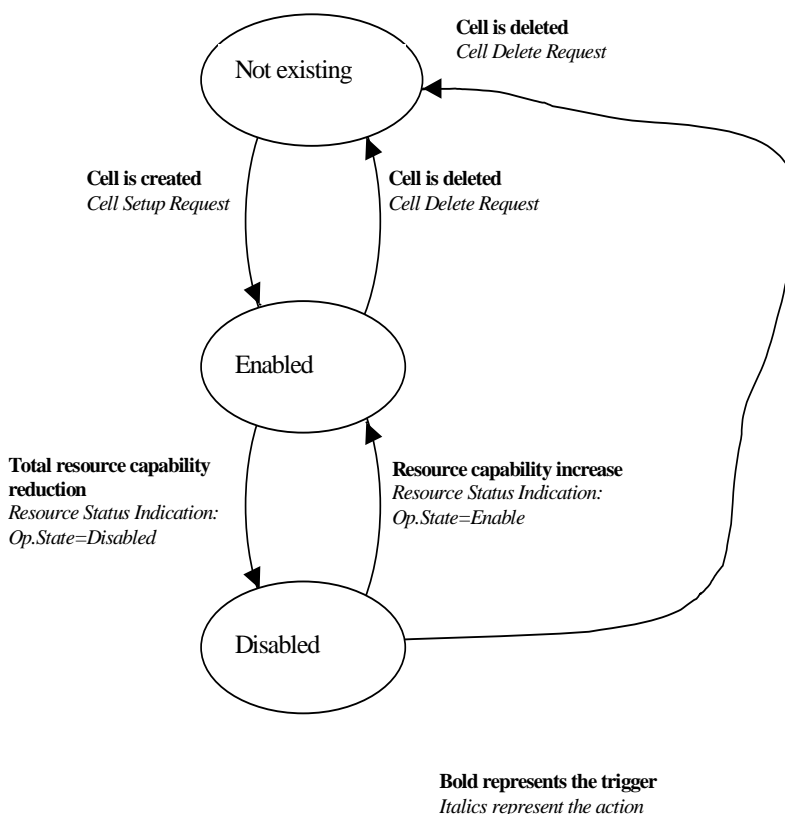 Cell is deleted
Cell Delete Request
Not existing
Cell is created
Cell Setup Request
Cell is deleted
Cell Delete Request
Enabled
Total resource capability
reduction
Resource Status Indication:
Op.State=Disabled
Resource capability increase
Resource Status Indication:
Op.State=Enable
Disabled
Bold represents the trigger
Italics represent the action